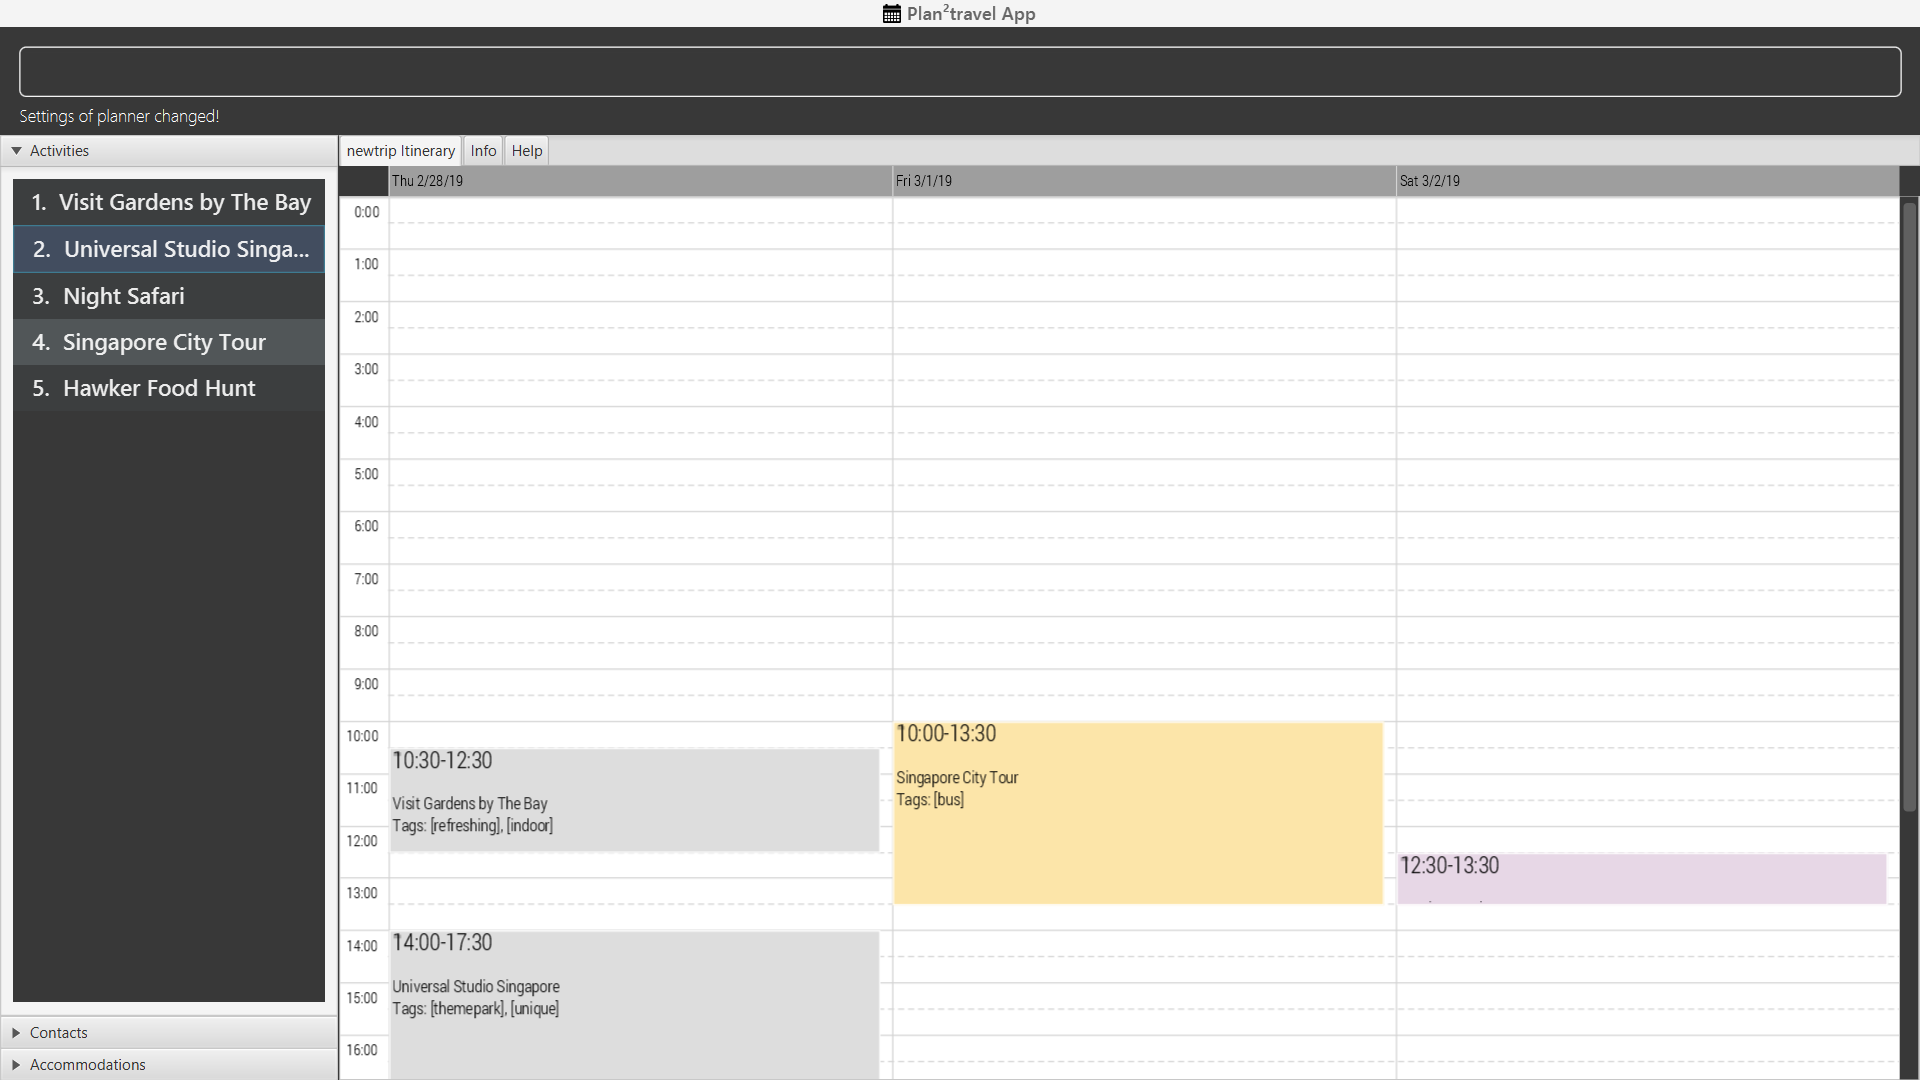 Plan²travel App
Settings of planner changed!
Activities
1. Visit Gardens by The Bay
2. Universal Studio Singa...
3. Night Safari
4. Singapore City Tour
5. Hawker Food Hunt
Contacts
Accommodations
newtrip Itinerary
Info
Help
Thu 2/28/19
Fri 3/1/19
Sat 3/2/19
0:00
1:00
2:00
3:00
4:00
5:00
6:00
7:00
8:00
9:00
10:00
11:00
12:00
13:00
14:00
15:00
16:00
10:30-12:30
Visit Gardens by The Bay
Tags: [refreshing], [indoor]
14:00-17:30
Universal Studio Singapore
Tags: [themepark], [unique]
10:00-13:30
Singapore City Tour
Tags: [bus]
12:30-13:30